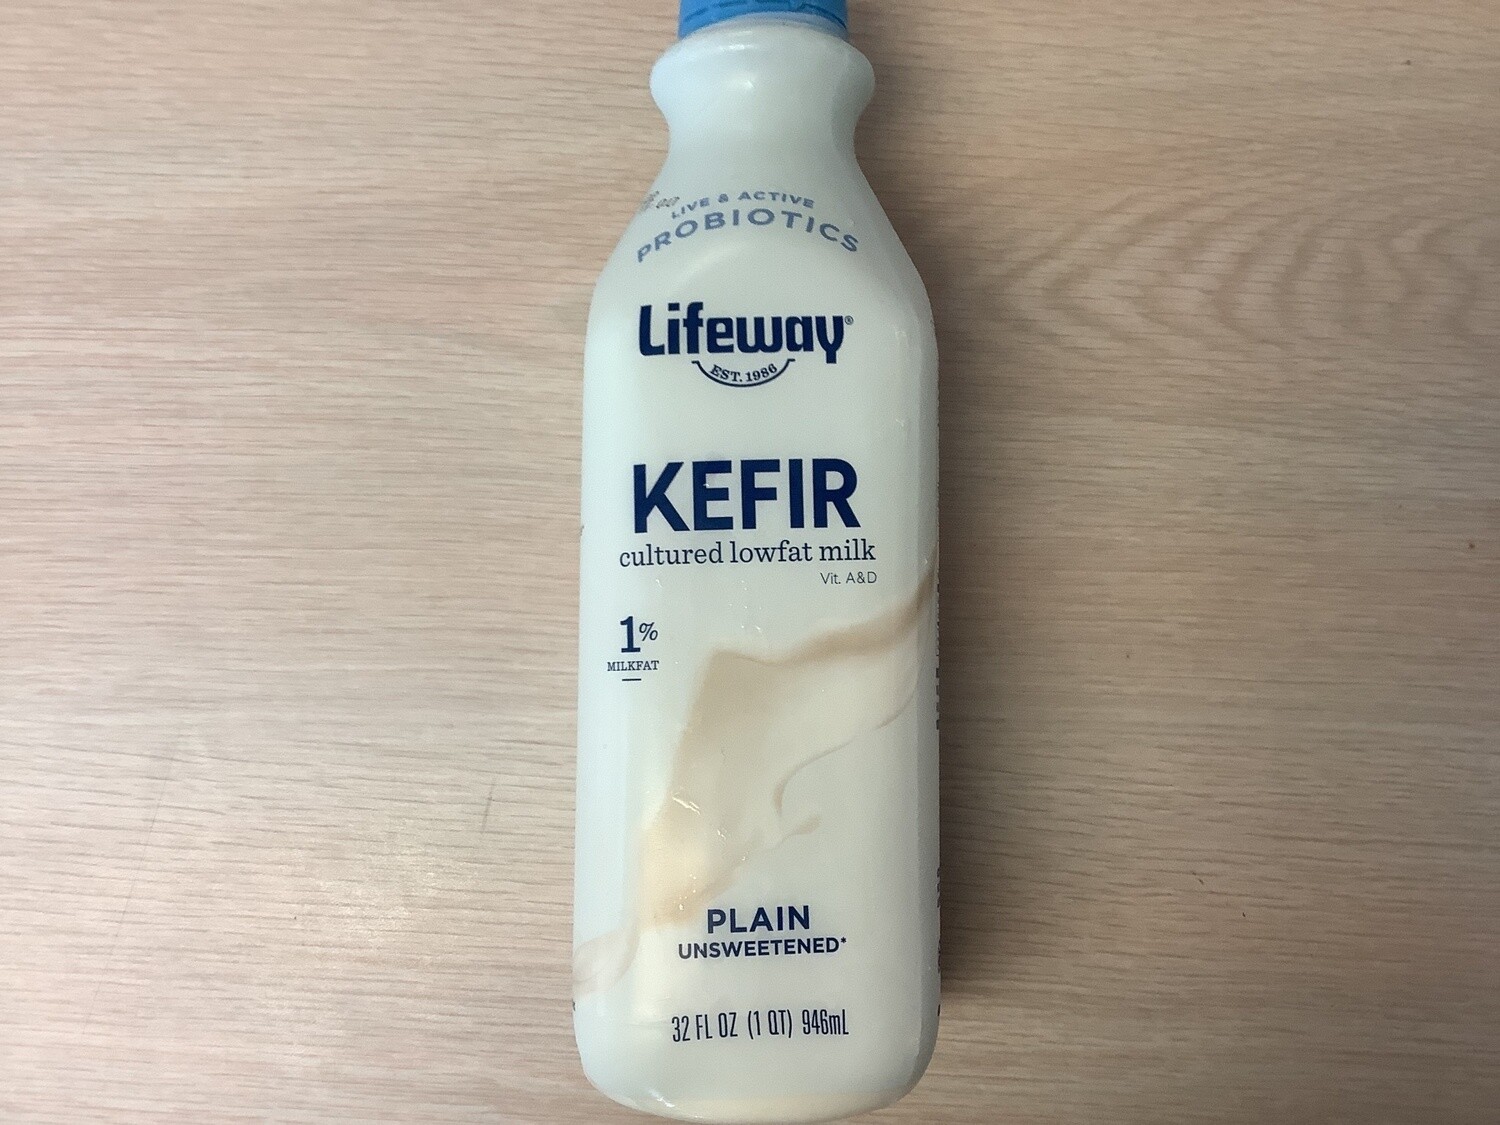 LIVE & ACTIVE
PROBIOTICS
Lifeway®
EST. 1986
KEFIR
cultured lowfat milk
Vit. A&D
1%
MILKFAT
PLAIN
UNSWEETENED*
32 FL OZ (1 QT) 946mL